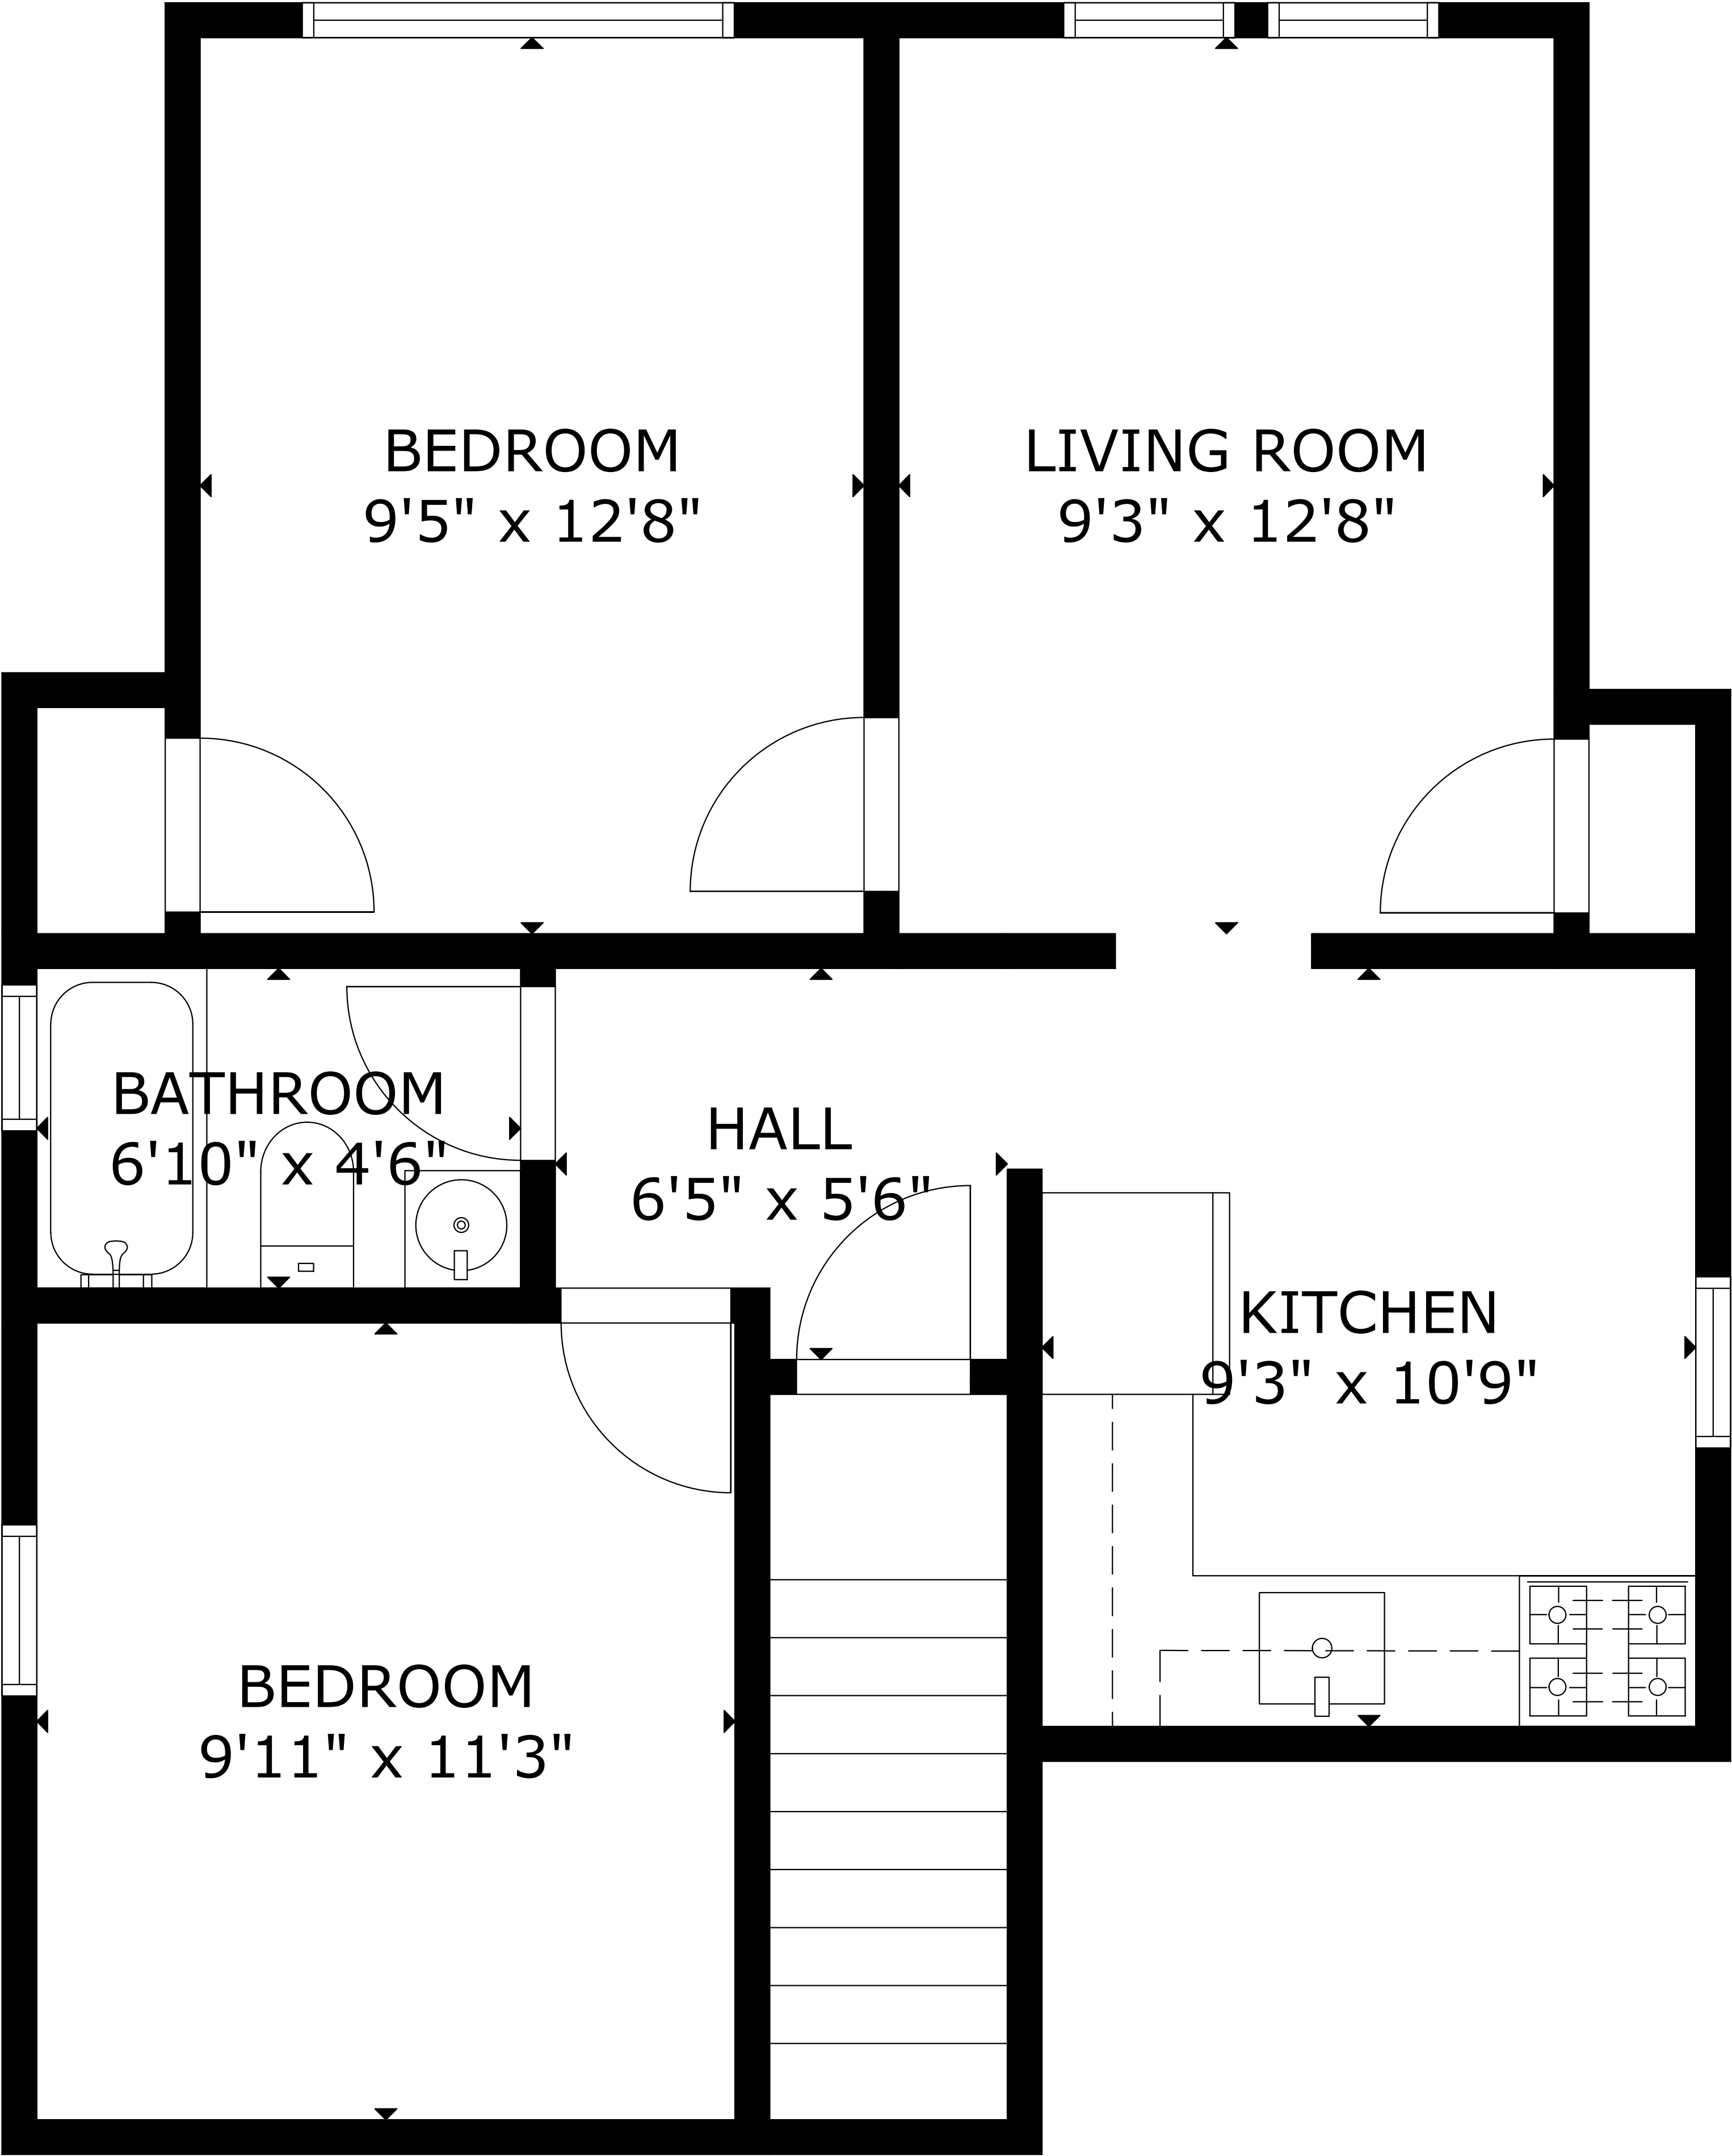 BEDROOM
9'5" x 12'8"
LIVING ROOM
9'3" x 12'8"
BATHROOM
6'10" x 4'6"
HALL
6'5" x 5'6"
KITCHEN
9'3" x 10'9"
BEDROOM
9'11" x 11'3"